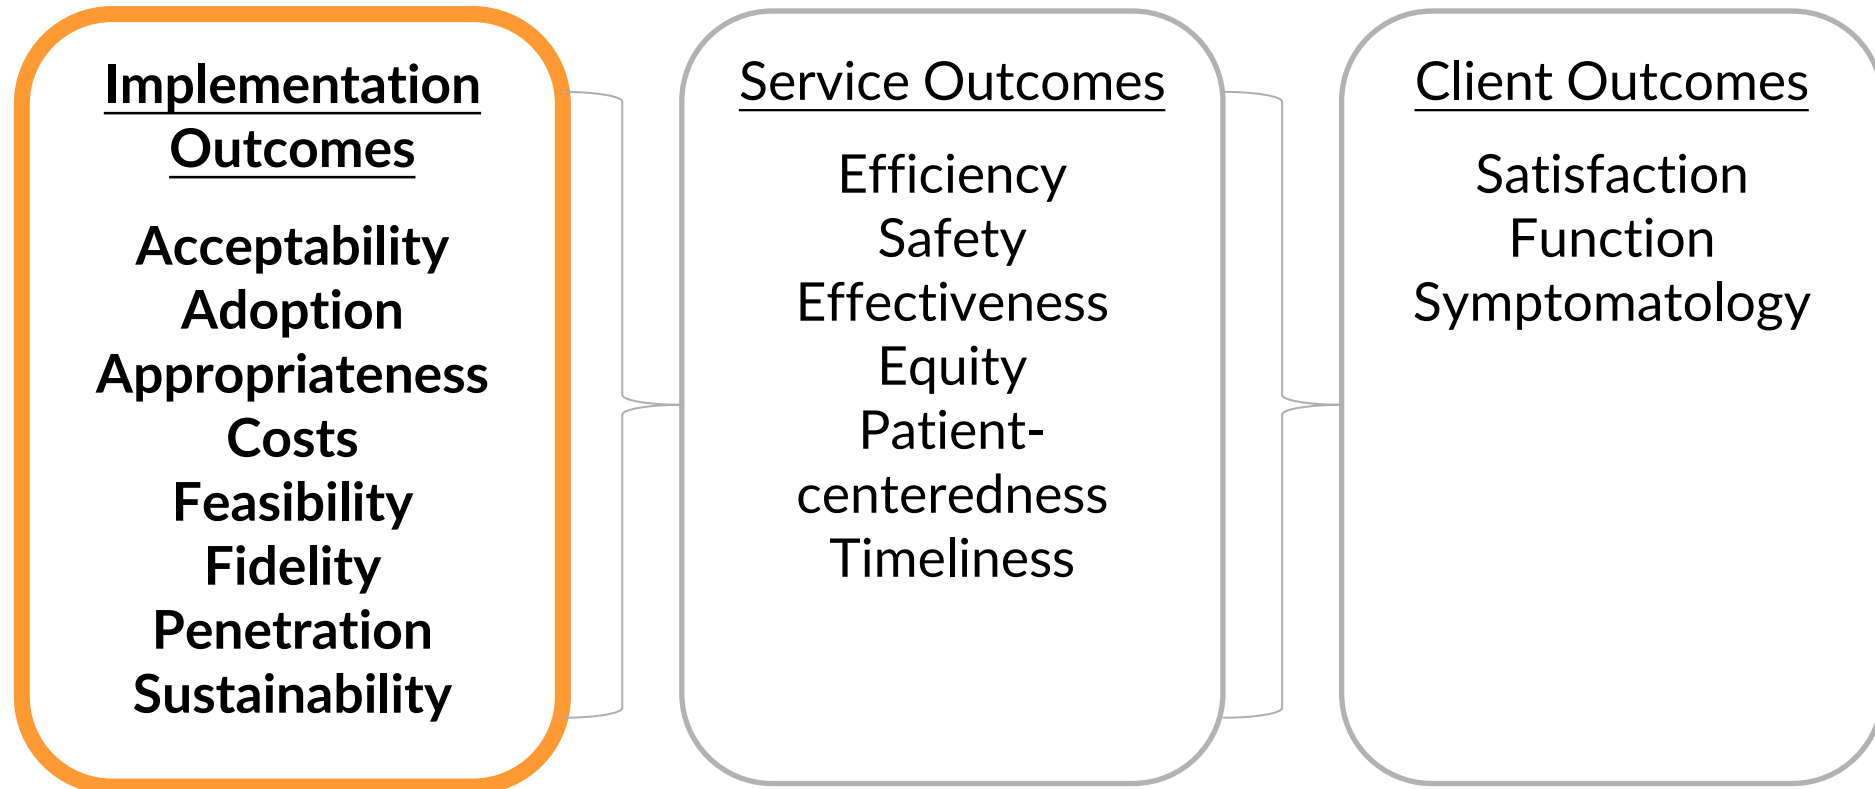 Implementation
Outcomes
Acceptability
Adoption
Appropriateness
Costs
Feasibility
Fidelity
Penetration
Sustainability
Service Outcomes
Efficiency
Safety
Effectiveness
Equity
Patient-
centeredness
Timeliness
Client Outcomes
Satisfaction
Function
Symptomatology